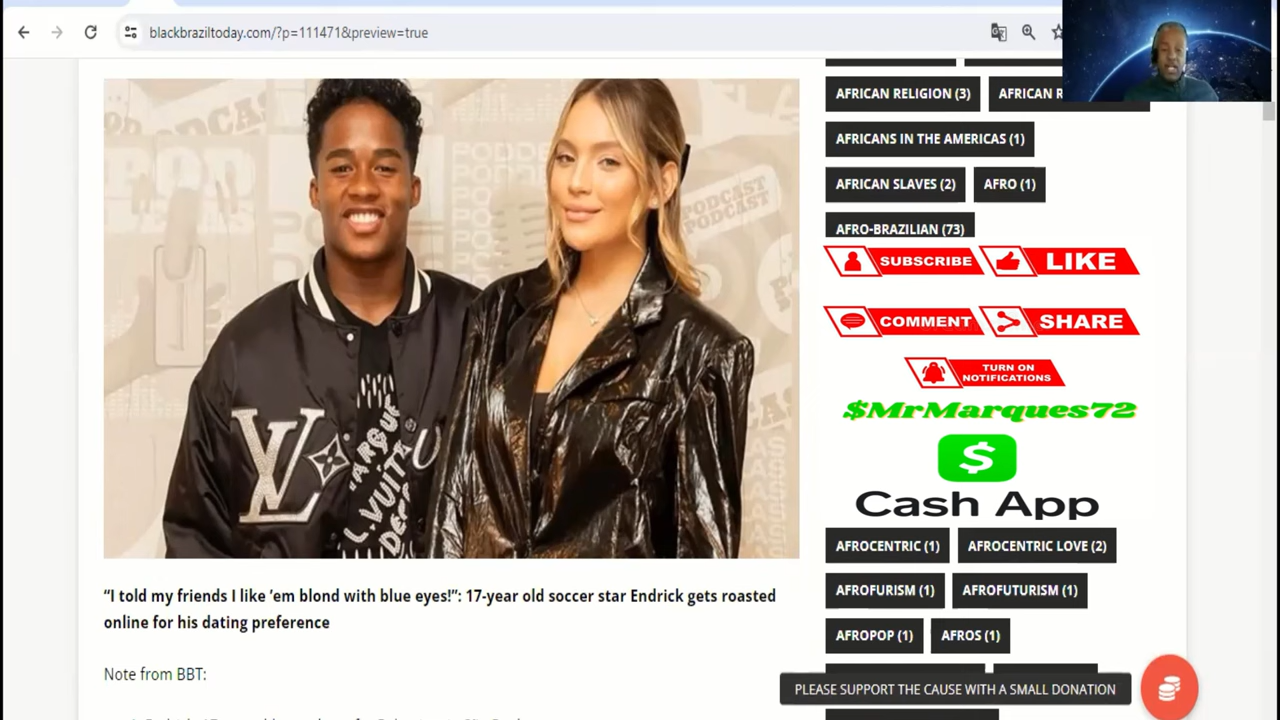 blackbraziltoday.com/?p=111471&preview=true
AFRICAN RELIGION (3)
AFRICAN R
AFRICANS IN THE AMERICAS (1)
AFRICAN SLAVES (2)
AFRO (1)
AFRO-BRAZILIAN (73)
SUBSCRIBE
LIKE
COMMENT
SHARE
TURN ON
NOTIFICATIONS
$MrMarques72
$
Cash App
AFROCENTRIC (1)
AFROCENTRIC LOVE (2)
AFROFURISM (1)
AFROFUTURISM (1)
AFROPOP (1)
AFROS (1)
PODCAST
PODCAST
LV
“I told my friends I like ’em blond with blue eyes!”: 17-year old soccer star Endrick gets roasted
online for his dating preference
Note from BBT:
PLEASE SUPPORT THE CAUSE WITH A SMALL DONATION